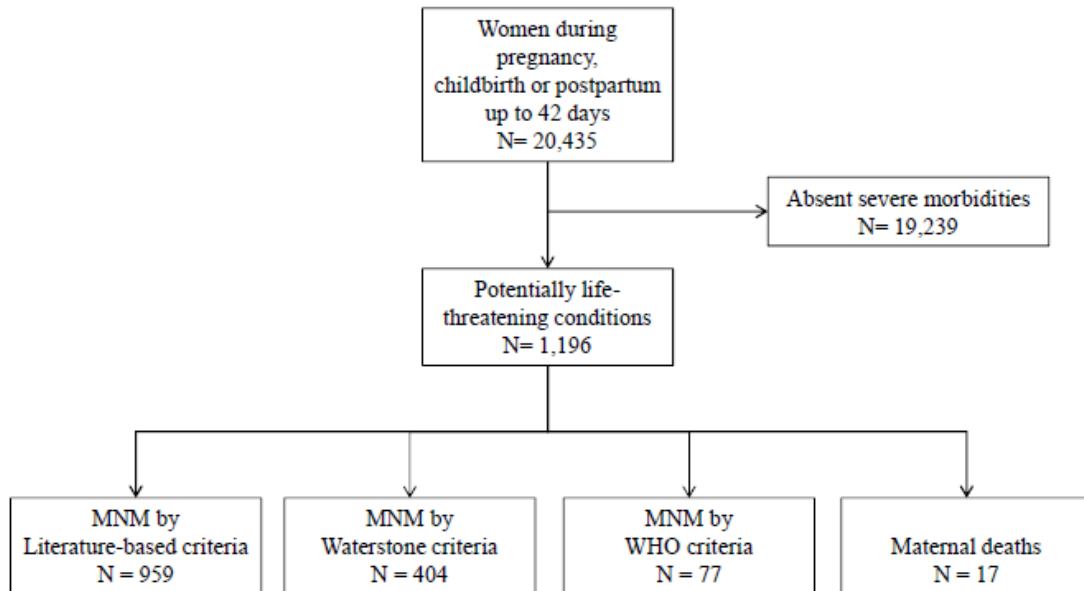 Women during
pregnancy,
childbirth or postpartum
up to 42 days
N= 20,435
Absent severe morbidities
N= 19,239
Potentially life-
threatening conditions
N= 1,196
MNM by
Literature-based criteria
N = 959
MNM by
Waterstone criteria
N = 404
MNM by
WHO criteria
N = 77
Maternal deaths
N = 17